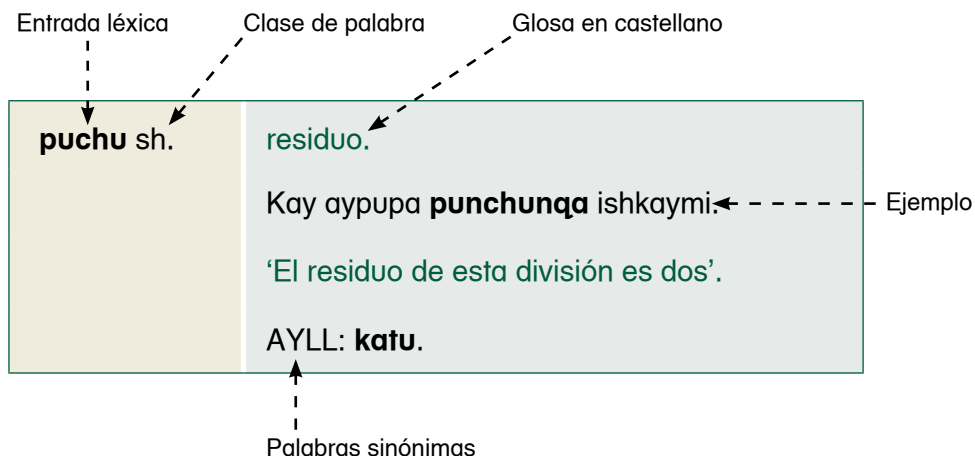 Entrada léxica Clase de palabra Glosa en castellano
puchu sh. residuo.
Kay aypupa punchunqa ishkaymi. Ejemplo
‘El residuo de esta división es dos’.
AYLL: katu.
Palabras sinónimas